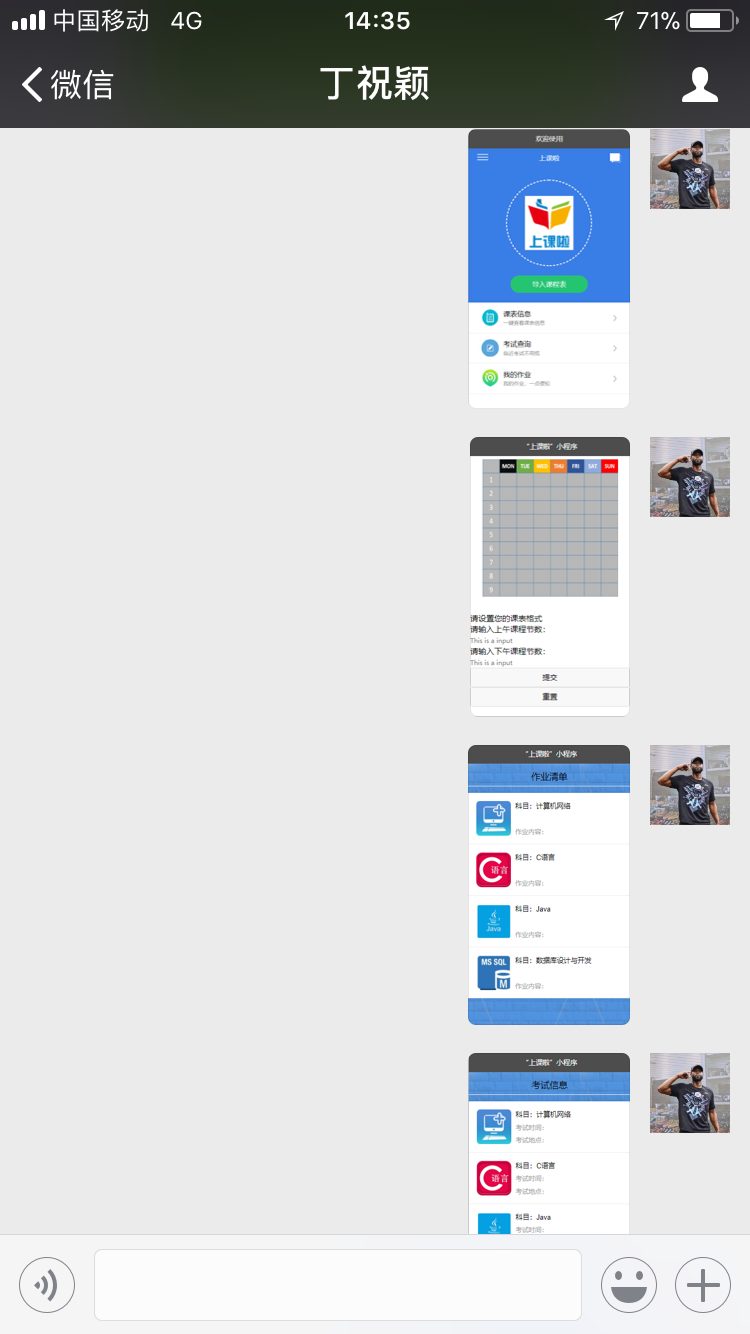 中国移动 4G 14:35 71%
微信 丁祝颖
欢迎使用
上课啦
上课啦
导入课程表
课表信息
一键查看课表信息
考试查询
临近考试不用慌
我的作业
我的作业，一点便知
“上课啦”小程序
MON TUE WED THU FRI SAT SUN
1
2
3
4
5
6
7
8
9
请设置您的课表格式
请输入上午课程节数：
This is a input
请输入下午课程节数：
This is a input
提交
重置
“上课啦”小程序
作业清单
科目：计算机网络
作业内容：
C语言
科目：C语言
作业内容：
Java
科目：Java
作业内容：
MS SQL
M
科目：数据库设计与开发
作业内容：
“上课啦”小程序
考试信息
科目：计算机网络
考试时间：
考试地点：
C语言
科目：C语言
考试时间：
考试地点：
科目：Java
考试时间：